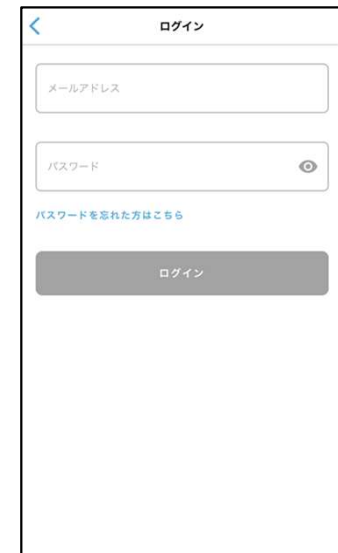 ログイン
メールアドレス
パスワード
パスワードを忘れた方はこちら
ログイン